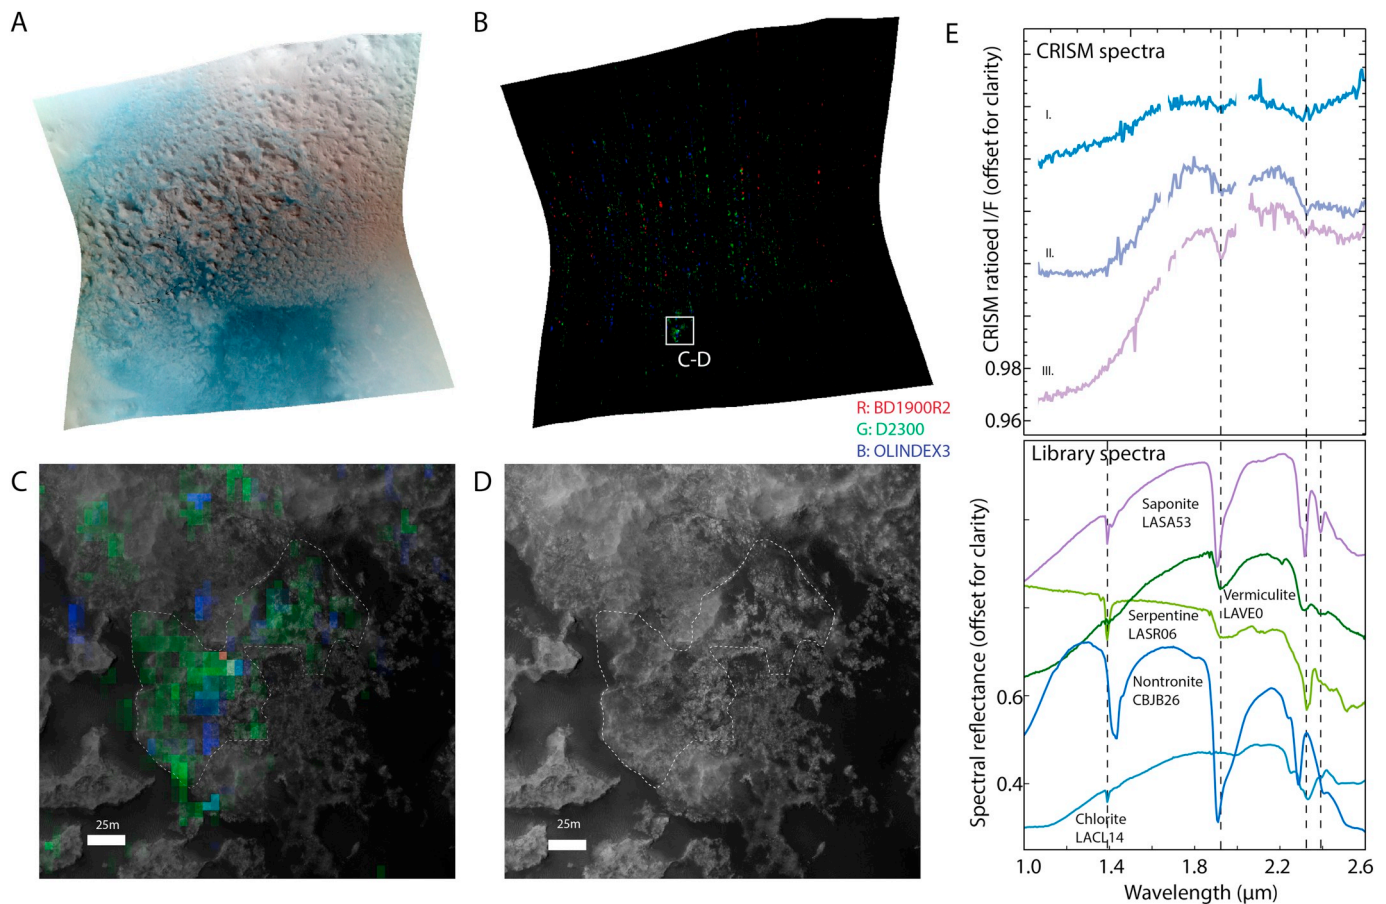 A
B
C-D
R: BD1900R2
G: D2300
B: OLINDEX3
C
25m
D
25m
E
CRISM spectra
I.
II.
III.
0.98
0.96
CRISM ratioed I/F (offset for clarity)
Library spectra
Saponite
LASA53
Vermiculite
LAVE0
Serpentine
LASR06
Nontronite
CBJB26
Chlorite
LACL14
0.6
0.4
Spectral reflectance (offset for clarity)
1.0 1.4 1.8 2.2 2.6
Wavelength (μm)